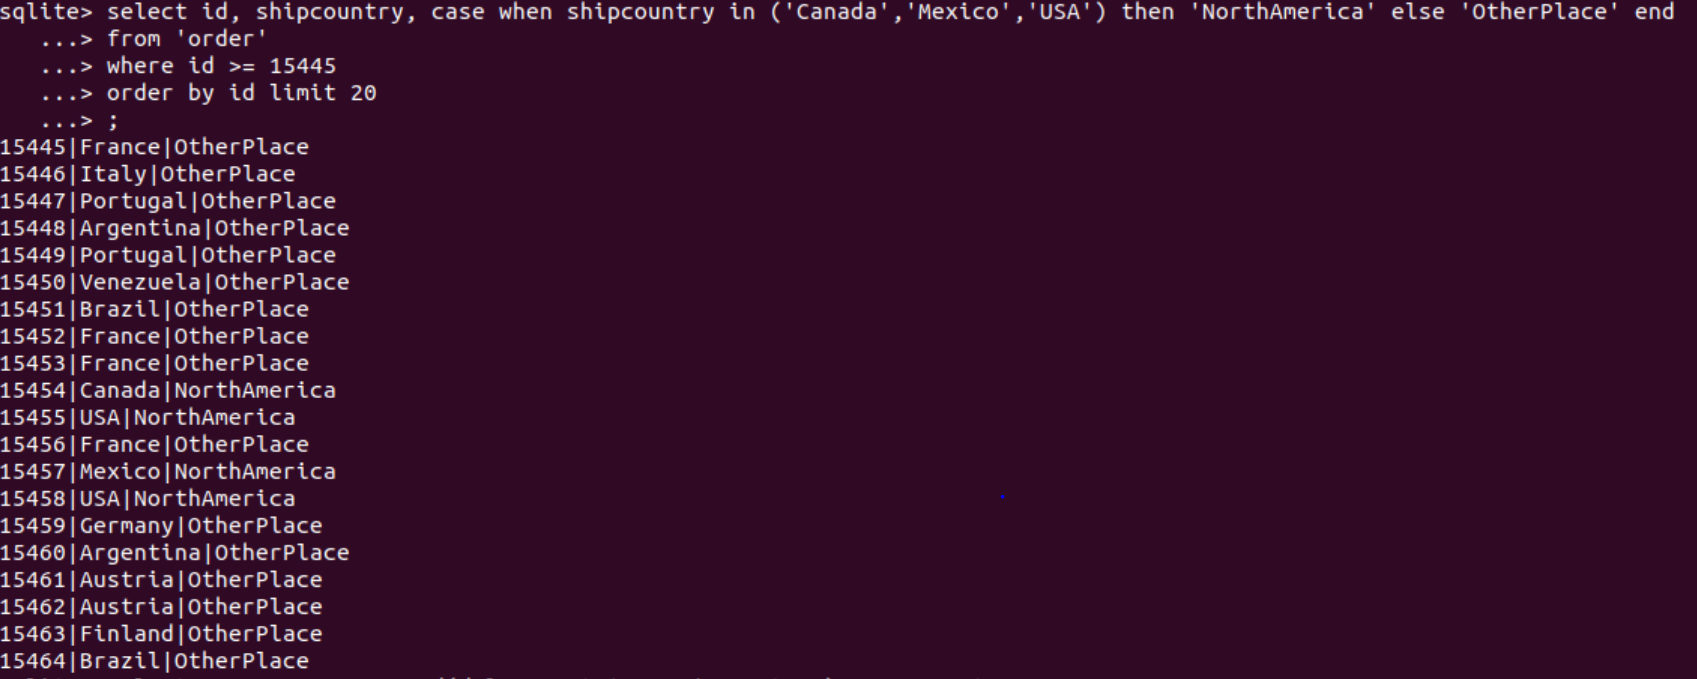 sqlite> select id, shipcountry, case when shipcountry in ('Canada','Mexico','USA') then 'NorthAmerica' else 'OtherPlace' end
...> from 'order'
...> where id >= 15445
...> order by id limit 20
...> ;
15445|France|OtherPlace
15446|Italy|OtherPlace
15447|Portugal|OtherPlace
15448|Argentina|OtherPlace
15449|Portugal|OtherPlace
15450|Venezuela|OtherPlace
15451|Brazil|OtherPlace
15452|France|OtherPlace
15453|France|OtherPlace
15454|Canada|NorthAmerica
15455|USA|NorthAmerica
15456|France|OtherPlace
15457|Mexico|NorthAmerica
15458|USA|NorthAmerica
15459|Germany|OtherPlace
15460|Argentina|OtherPlace
15461|Austria|OtherPlace
15462|Austria|OtherPlace
15463|Finland|OtherPlace
15464|Brazil|OtherPlace